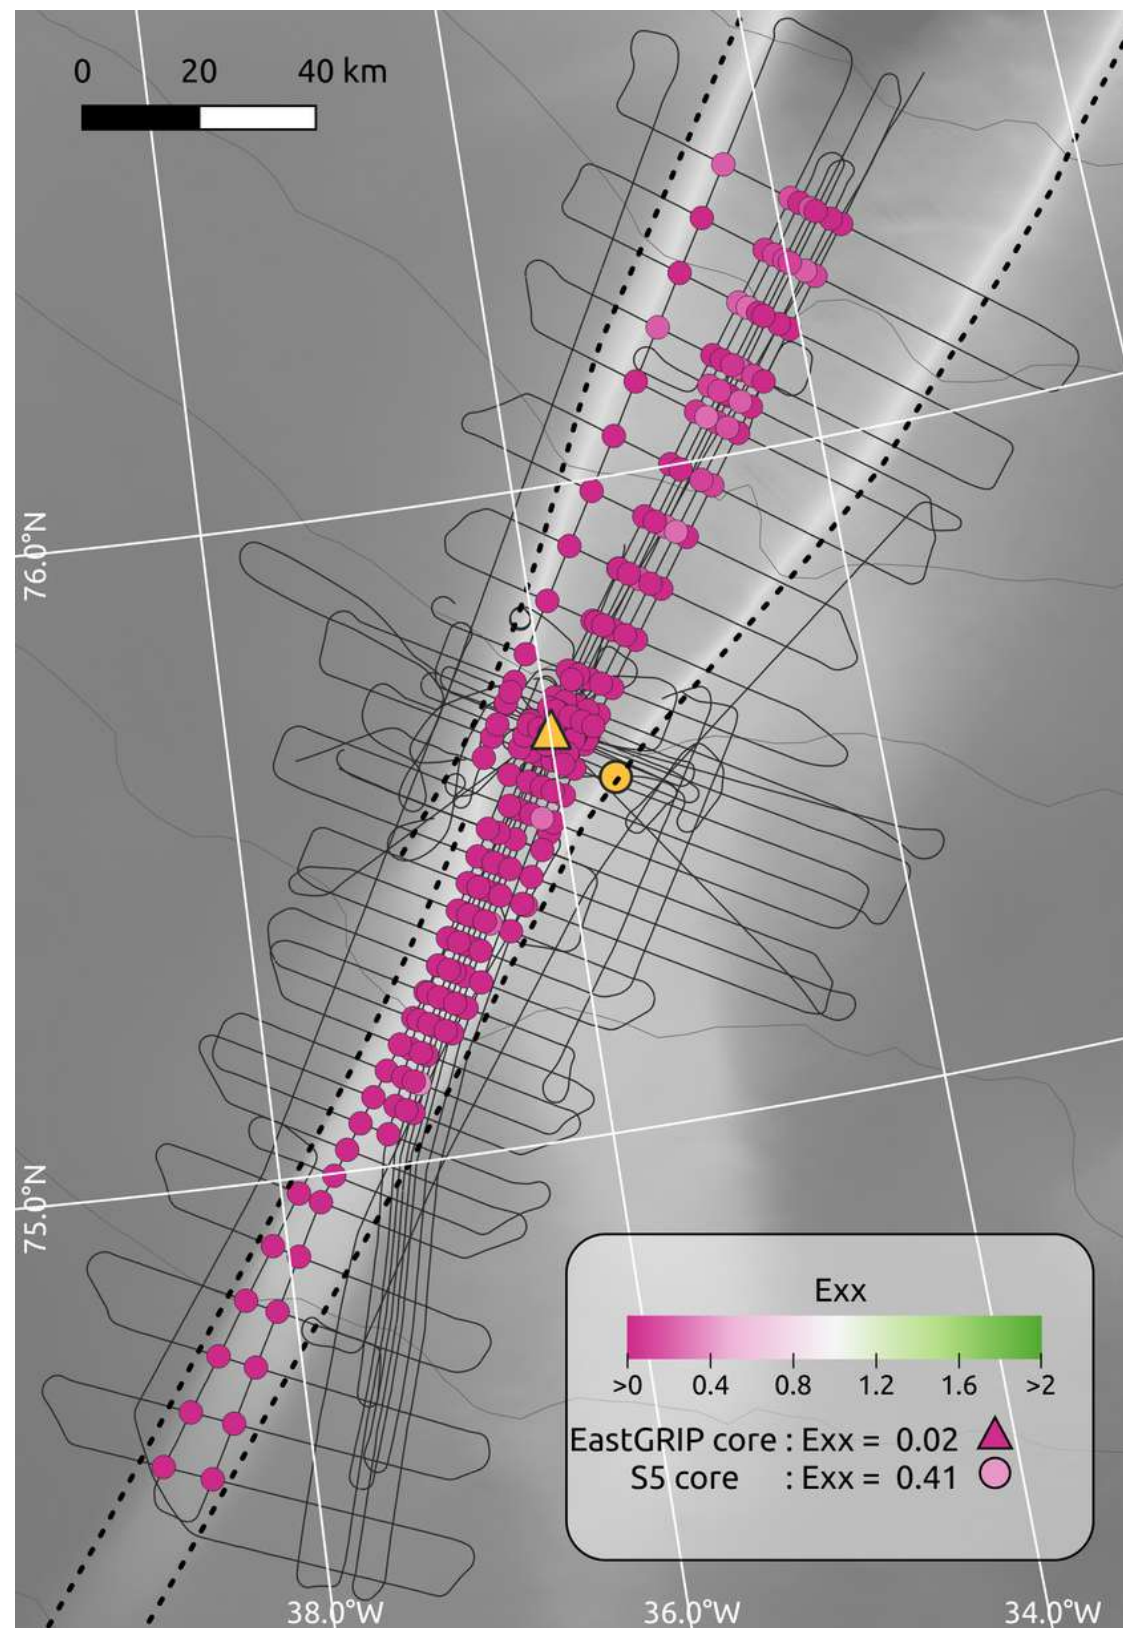 0 20 40 km
76.0°N
75.0°N
Exx
>0 0.4 0.8 1.2 1.6 >2
EastGRIP core : Exx = 0.02
S5 core : Exx = 0.41
38.0°W 36.0°W 34.0°W